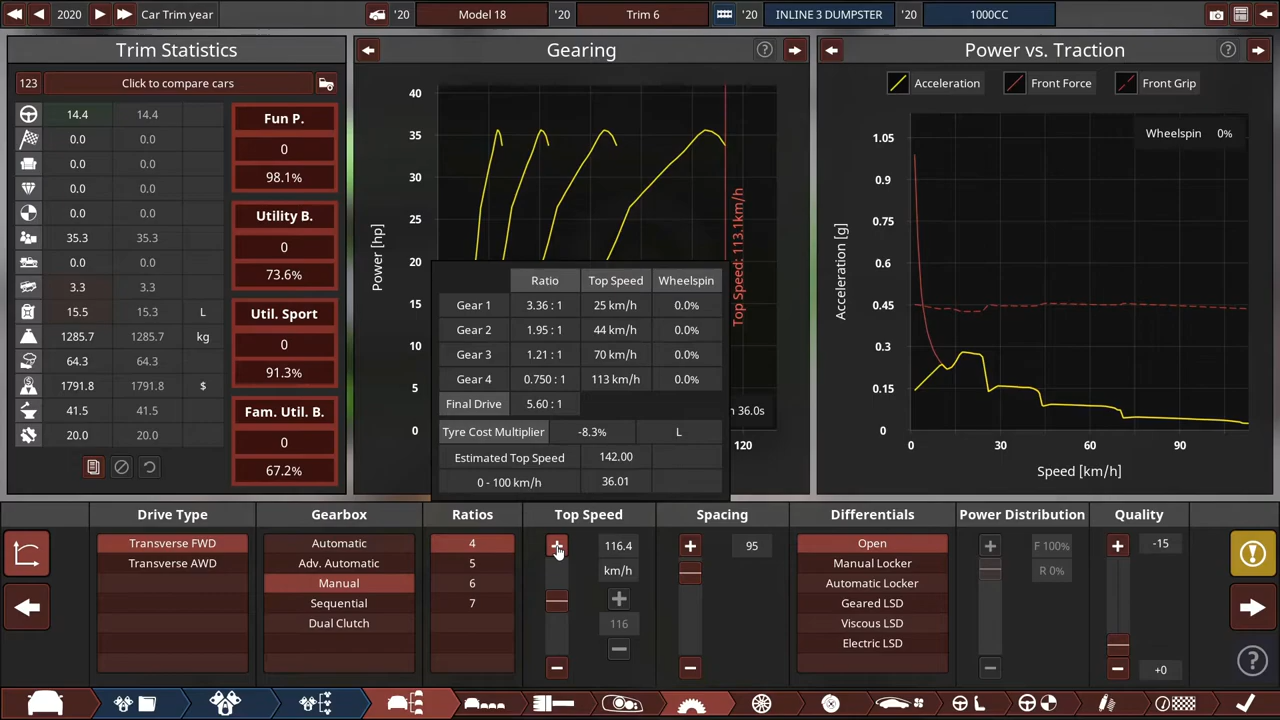 2020 Car Trim year '20 Model 18 '20 Trim 6 '20 INLINE 3 DUMPSTER '20 1000CC
Trim Statistics
123 Click to compare cars
14.4 14.4
0.0 0.0
0.0 0.0
0.0 0.0
0.0 0.0
35.3 35.3
0.0 0.0
3.3 3.3
15.5 15.3 L
1285.7 1285.7 kg
64.3 64.3
1791.8 1791.8 $
41.5 41.5
20.0 20.0
Fun P.
0
98.1%
Utility B.
0
73.6%
Util. Sport
0
91.3%
Fam. Util. B.
0
67.2%
Gearing ?
Power [hp]
40
35
30
25
20
15
10
5
0
120
Top Speed: 113.1km/h
36.0s
Ratio Top Speed Wheelspin
Gear 1 3.36 : 1 25 km/h 0.0%
Gear 2 1.95 : 1 44 km/h 0.0%
Gear 3 1.21 : 1 70 km/h 0.0%
Gear 4 0.750 : 1 113 km/h 0.0%
Final Drive 5.60 : 1
Tyre Cost Multiplier -8.3% L
Estimated Top Speed 142.00
0 - 100 km/h 36.01
Power vs. Traction ?
Acceleration Front Force Front Grip
Wheelspin 0%
Acceleration [g]
1.05
0.9
0.75
0.6
0.45
0.3
0.15
0
0 30 60 90
Speed [km/h]
Drive Type
Transverse FWD
Transverse AWD
Gearbox
Automatic
Adv. Automatic
Manual
Sequential
Dual Clutch
Ratios
4
5
6
7
Top Speed
+ 116.4
km/h
+
116
−
−
Spacing
+ 95
−
Differentials
Open
Manual Locker
Automatic Locker
Geared LSD
Viscous LSD
Electric LSD
Power Distribution
+ F 100%
R 0%
−
Quality
+ -15
− +0
?